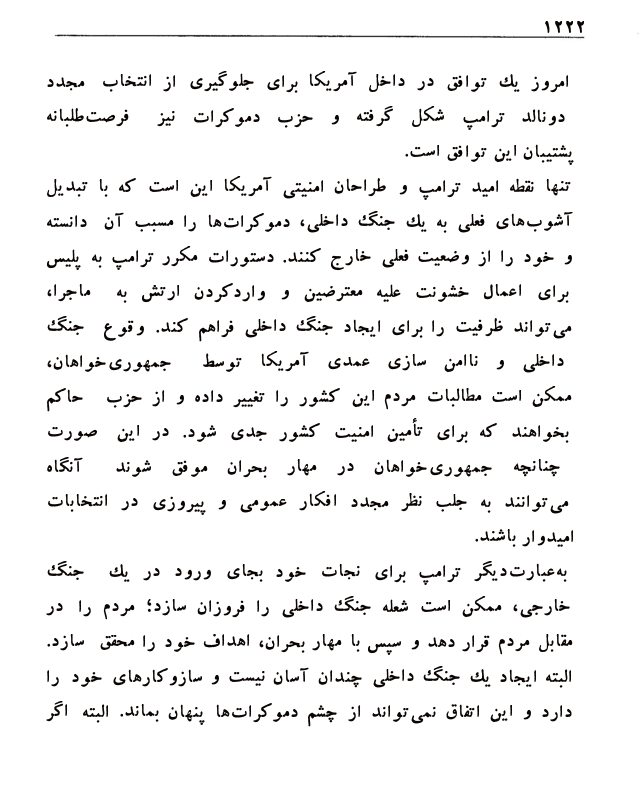 ۱۲۲۲
امروز یك توافق در داخل آمریکا برای جلوگیری از انتخاب مجدد
دونالد ترامپ شکل گرفته و حزب دموکرات نیز فرصت‌طلبانه
پشتیبان این توافق است.
تنها نقطه امید ترامپ و طراحان امنیتی آمریکا این است که با تبدیل
آشوب‌های فعلی به یك جنگ داخلی، دموکرات‌ها را مسبب آن دانسته
و خود را از وضعیت فعلی خارج کنند. دستورات مکرر ترامپ به پلیس
برای اعمال خشونت علیه معترضین و واردکردن ارتش به ماجرا،
می‌تواند ظرفیت را برای ایجاد جنگ داخلی فراهم کند. وقوع جنگ
داخلی و ناامن سازی عمدی آمریکا توسط جمهوری‌خواهان،
ممکن است مطالبات مردم این کشور را تغییر داده و از حزب حاکم
بخواهند که برای تأمین امنیت کشور جدی شود. در این صورت
چنانچه جمهوری‌خواهان در مهار بحران موفق شوند آنگاه
می‌توانند به جلب نظر مجدد افکار عمومی و پیروزی در انتخابات
امیدوار باشند.
به‌عبارت‌دیگر ترامپ برای نجات خود بجای ورود در یك جنگ
خارجی، ممکن است شعله جنگ داخلی را فروزان سازد؛ مردم را در
مقابل مردم قرار دهد و سپس با مهار بحران، اهداف خود را محقق سازد.
البته ایجاد یك جنگ داخلی چندان آسان نیست و سازوکارهای خود را
دارد و این اتفاق نمی‌تواند از چشم دموکرات‌ها پنهان بماند. البته اگر